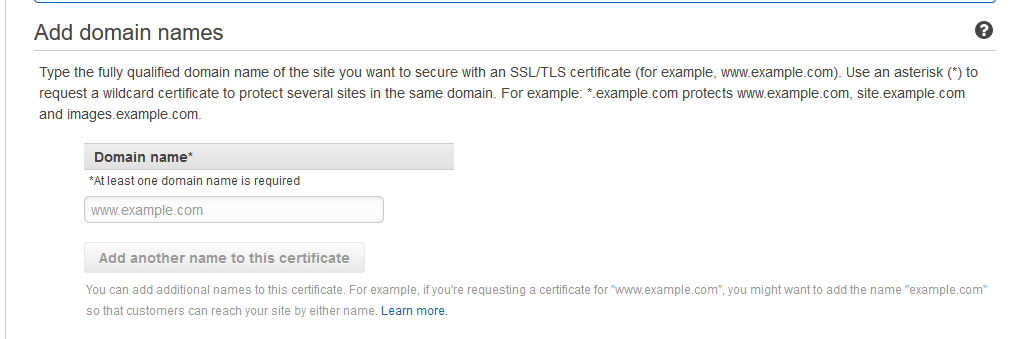 Add domain names
?
Type the fully qualified domain name of the site you want to secure with an SSL/TLS certificate (for example, www.example.com). Use an asterisk (*) to
request a wildcard certificate to protect several sites in the same domain. For example: *.example.com protects www.example.com, site.example.com
and images.example.com.
Domain name*
*At least one domain name is required
www.example.com
Add another name to this certificate
You can add additional names to this certificate. For example, if you're requesting a certificate for "www.example.com", you might want to add the name "example.com"
so that customers can reach your site by either name. Learn more.